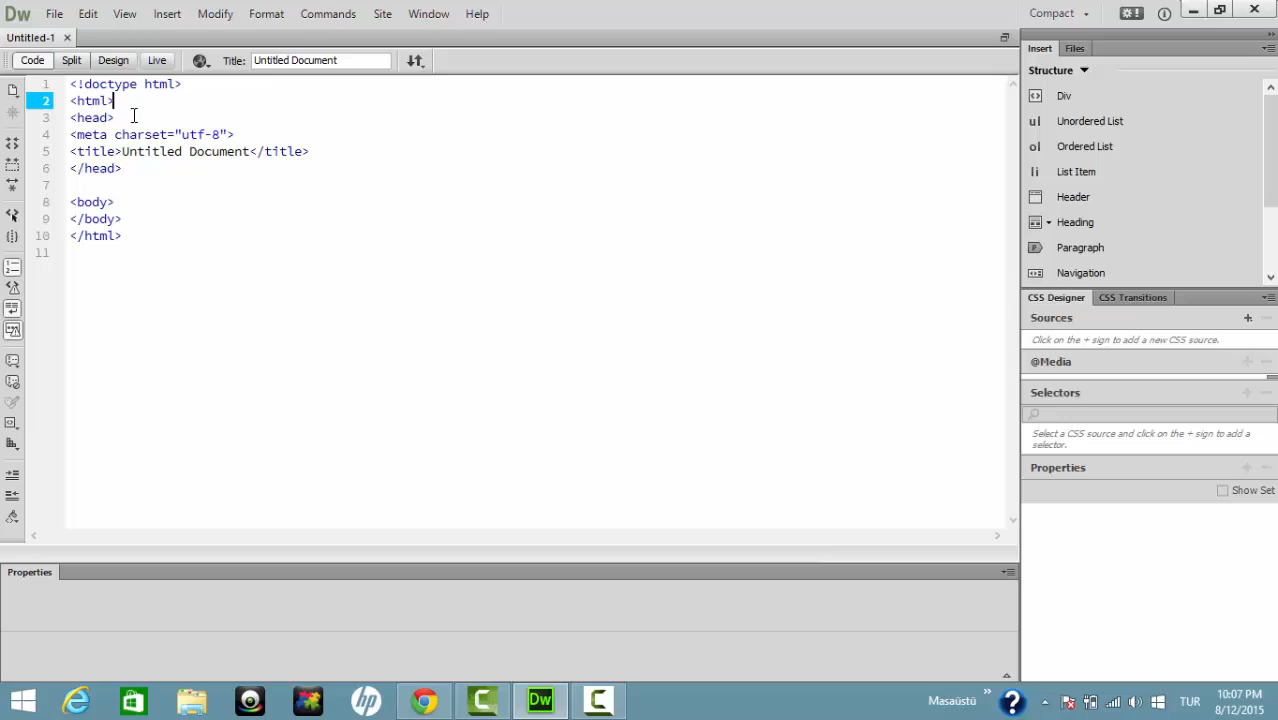 Dw File Edit View Insert Modify Format Commands Site Window Help Compact
Untitled-1
Code Split Design Live Title: Untitled Document
Insert Files
Structure
Div
ul Unordered List
ol Ordered List
li List Item
Header
Heading
Paragraph
Navigation
1 <!doctype html>
2 <html>
3 <head>
4 <meta charset="utf-8">
5 <title>Untitled Document</title>
6 </head>
7
8 <body>
9 </body>
10 </html>
11
CSS Designer CSS Transitions
Sources
Click on the + sign to add a new CSS source.
@Media
Selectors
Select a CSS source and click on the + sign to add a
selector.
Properties
Show Set
Properties
hp Dw Masaüstü TUR 10:07 PM
8/12/2015